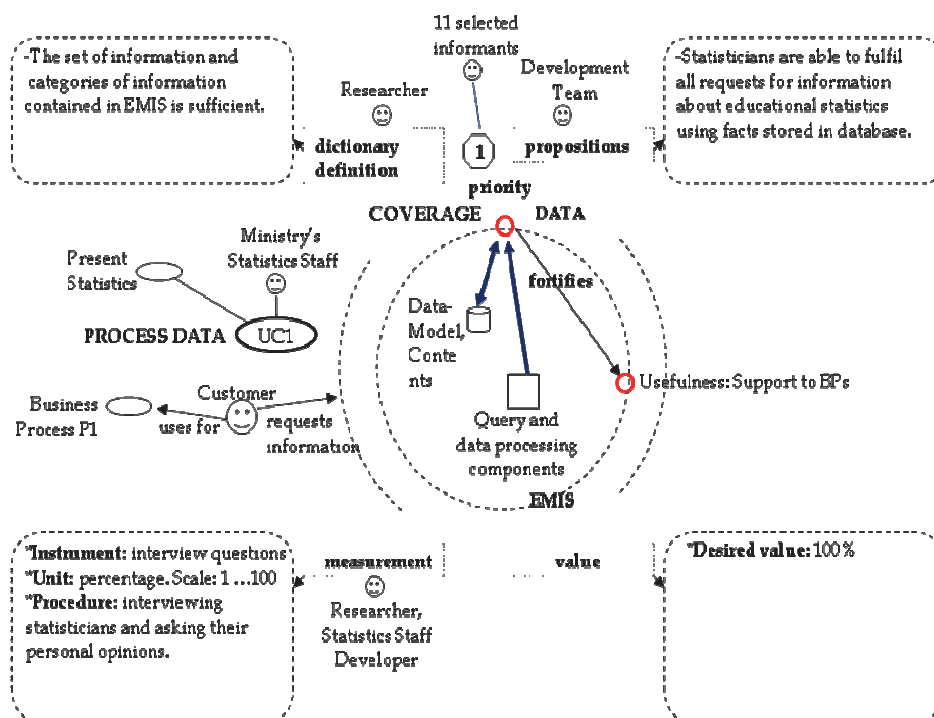 11 selected
informants
-The set of information and
categories of information
contained in EMIS is sufficient.
Researcher
Development
Team
-Statisticians are able to fulfil
all requests for information
about educational statistics
using facts stored in database.
dictionary
definition
1
propositions
priority
COVERAGE DATA
Ministry's
Statistics Staff
Present
Statistics
PROCESS DATA
UC1
fortifies
Data-
Model,
Conte
nts
Usefulness: Support to BPs
Business
Process P1
uses for
Customer
requests
information
Query and
data processing
components
EMIS
*Instrument: interview questions
*Unit: percentage. Scale: 1 ...100
*Procedure: interviewing
statisticians and asking their
personal opinions.
measurement
Researcher,
Statistics Staff
Developer
value
*Desired value: 100 %